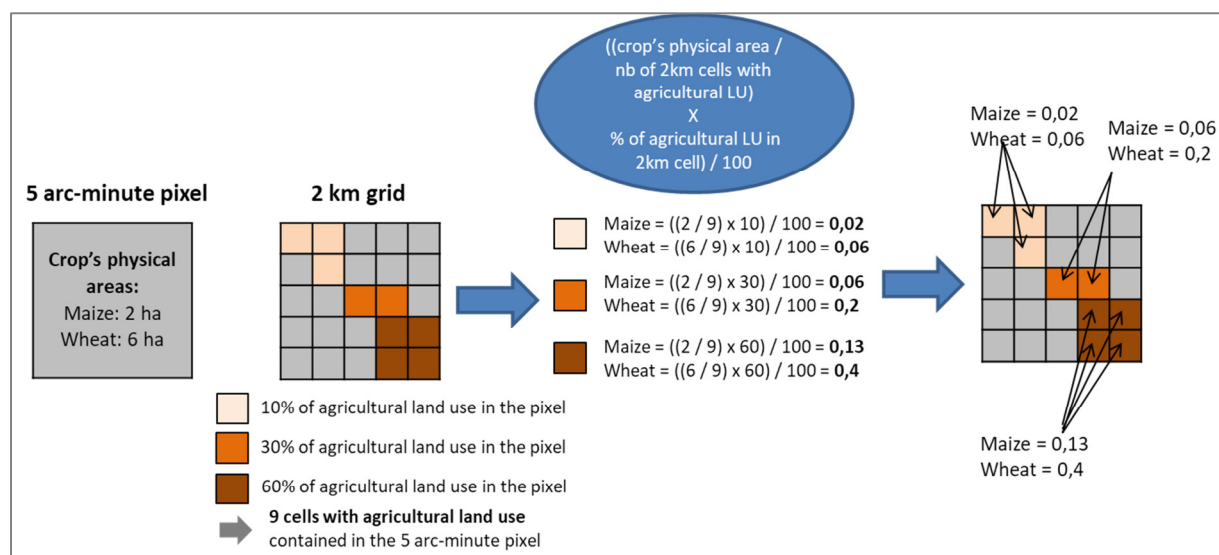 ((crop's physical area /
nb of 2km cells with
agricultural LU)
X
% of agricultural LU in
2km cell) / 100
5 arc-minute pixel
Crop's physical
areas:
Maize: 2 ha
Wheat: 6 ha
2 km grid
10% of agricultural land use in the pixel
30% of agricultural land use in the pixel
60% of agricultural land use in the pixel
9 cells with agricultural land use
contained in the 5 arc-minute pixel
Maize = ((2 / 9) x 10) / 100 = 0,02
Wheat = ((6 / 9) x 10) / 100 = 0,06
Maize = ((2 / 9) x 30) / 100 = 0,06
Wheat = ((6 / 9) x 30) / 100 = 0,2
Maize = ((2 / 9) x 60) / 100 = 0,13
Wheat = ((6 / 9) x 60) / 100 = 0,4
Maize = 0,02
Wheat = 0,06
Maize = 0,06
Wheat = 0,2
Maize = 0,13
Wheat = 0,4